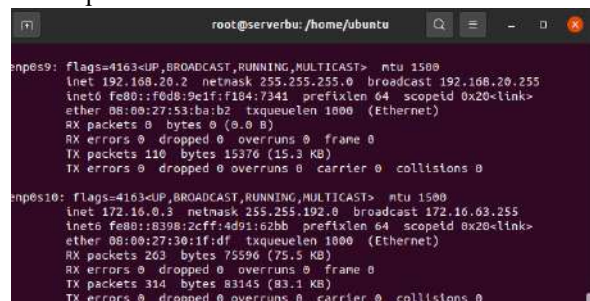 root@serverbu: /home/ubuntu
enp0s9: flags=4163<UP,BROADCAST,RUNNING,MULTICAST> mtu 1500
inet 192.168.20.2 netmask 255.255.255.0 broadcast 192.168.20.255
inet6 fe80::f0d8:9e1f:f184:7341 prefixlen 64 scopeid 0x20<link>
ether 08:00:27:53:ba:b2 txqueuelen 1000 (Ethernet)
RX packets 0 bytes 0 (0.0 B)
RX errors 0 dropped 0 overruns 0 frame 0
TX packets 110 bytes 15376 (15.3 KB)
TX errors 0 dropped 0 overruns 0 carrier 0 collisions 0
enp0s10: flags=4163<UP,BROADCAST,RUNNING,MULTICAST> mtu 1500
inet 172.16.0.3 netmask 255.255.192.0 broadcast 172.16.63.255
inet6 fe80::8398:2cff:4d91:62bb prefixlen 64 scopeid 0x20<link>
ether 08:00:27:30:1f:df txqueuelen 1000 (Ethernet)
RX packets 263 bytes 75596 (75.5 KB)
RX errors 0 dropped 0 overruns 0 frame 0
TX packets 314 bytes 83145 (83.1 KB)
TX errors 0 dropped 0 overruns 0 carrier 0 collisions 0